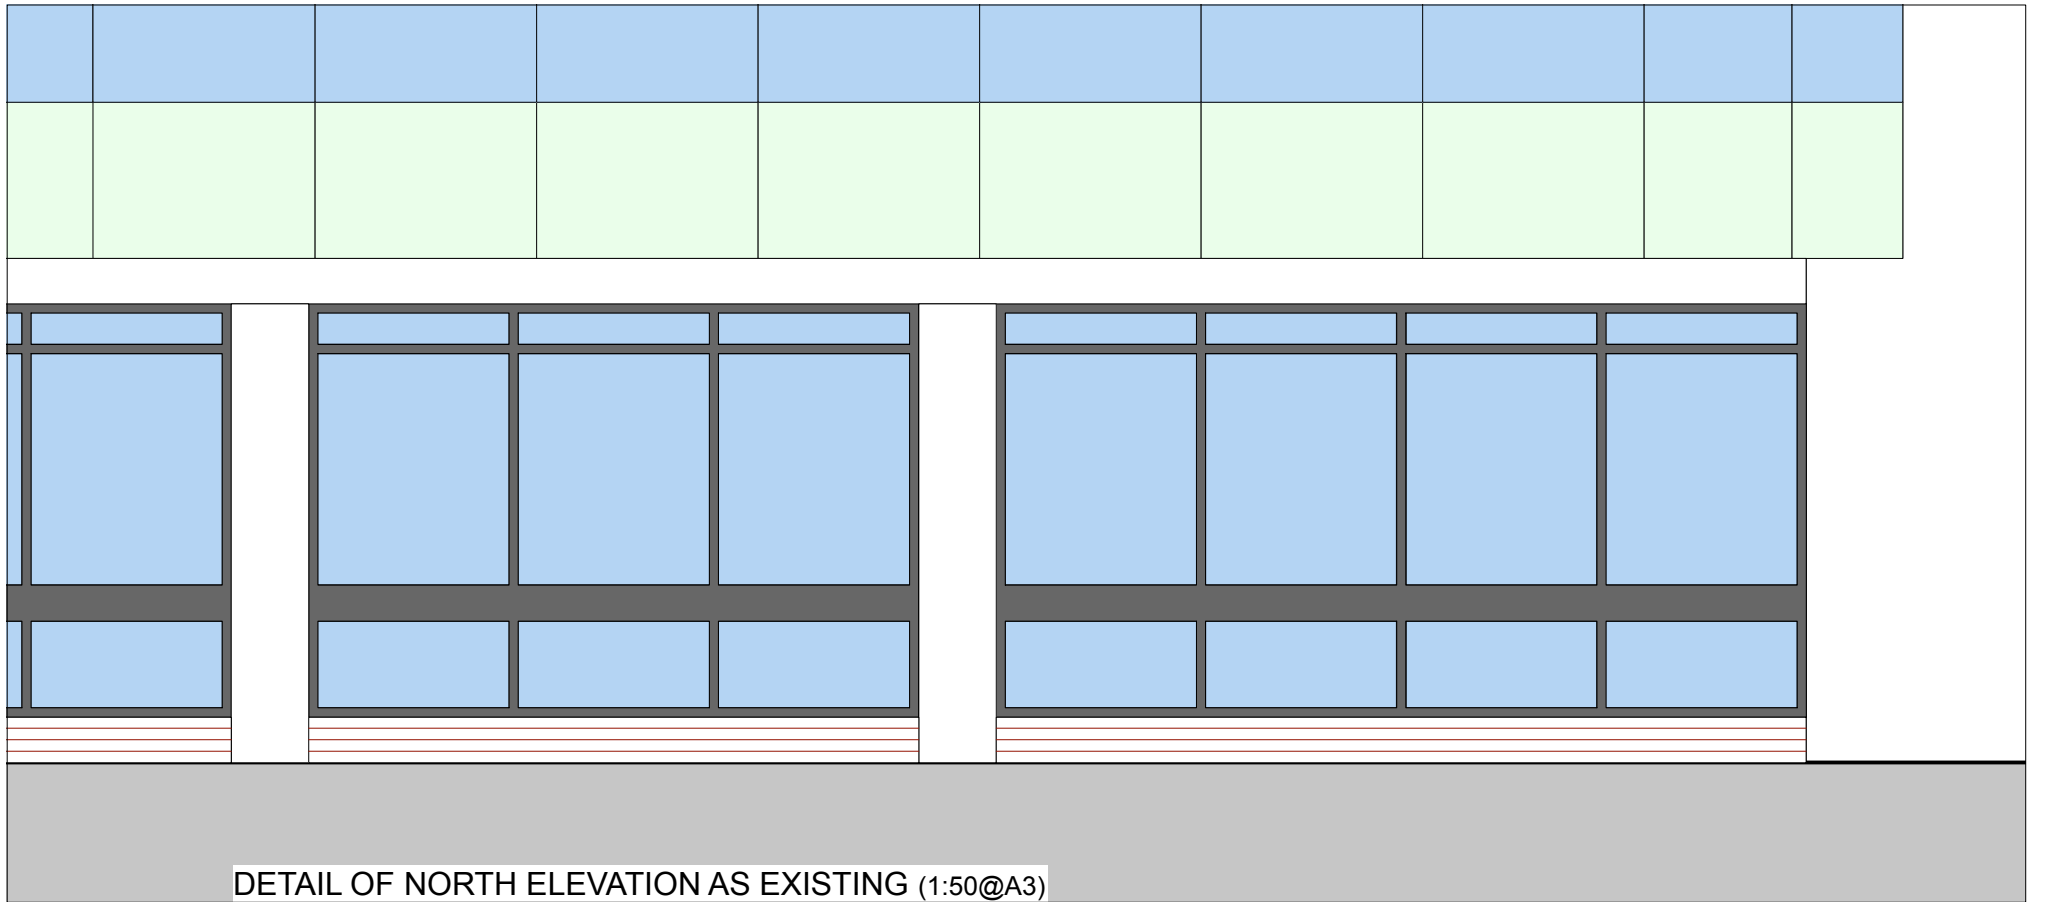 DETAIL OF NORTH ELEVATION AS EXISTING (1:50@A3)